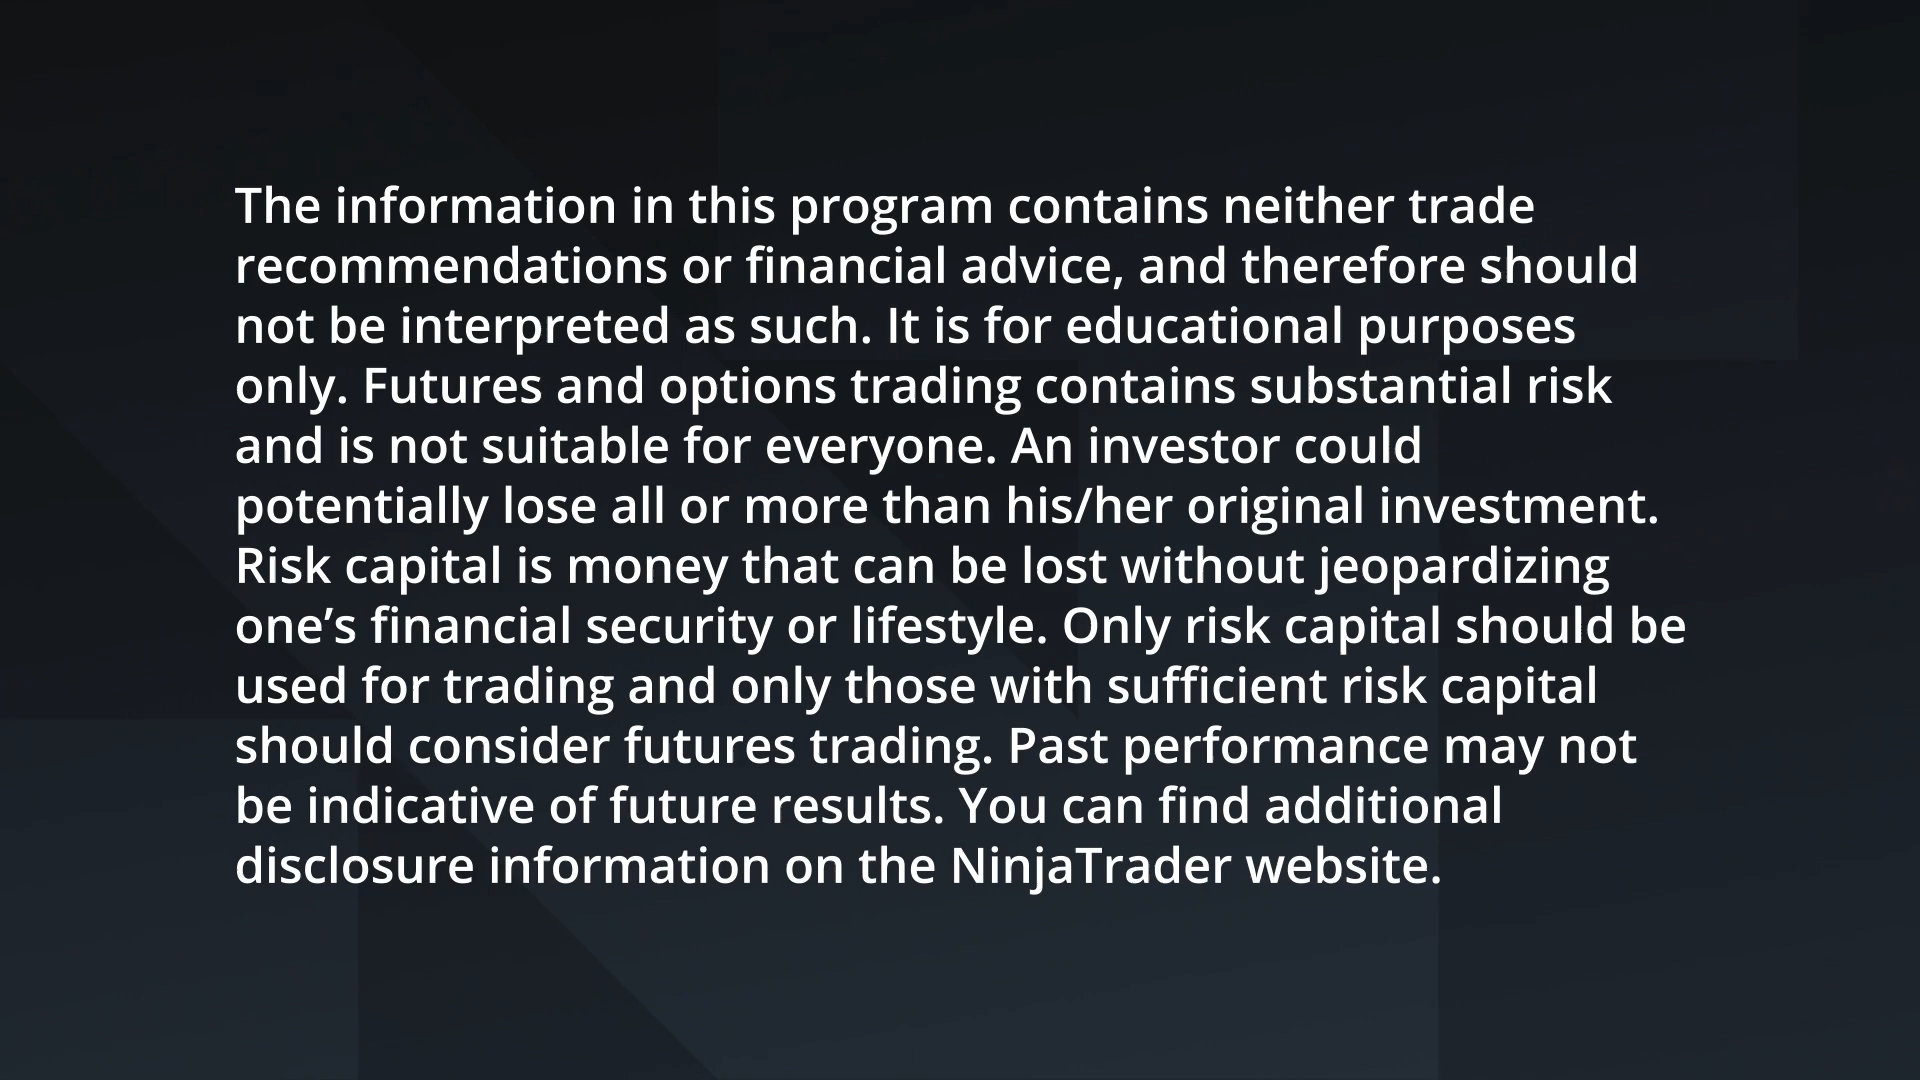 The information in this program contains neither trade
recommendations or financial advice, and therefore should
not be interpreted as such. It is for educational purposes
only. Futures and options trading contains substantial risk
and is not suitable for everyone. An investor could
potentially lose all or more than his/her original investment.
Risk capital is money that can be lost without jeopardizing
one’s financial security or lifestyle. Only risk capital should be
used for trading and only those with sufficient risk capital
should consider futures trading. Past performance may not
be indicative of future results. You can find additional
disclosure information on the NinjaTrader website.